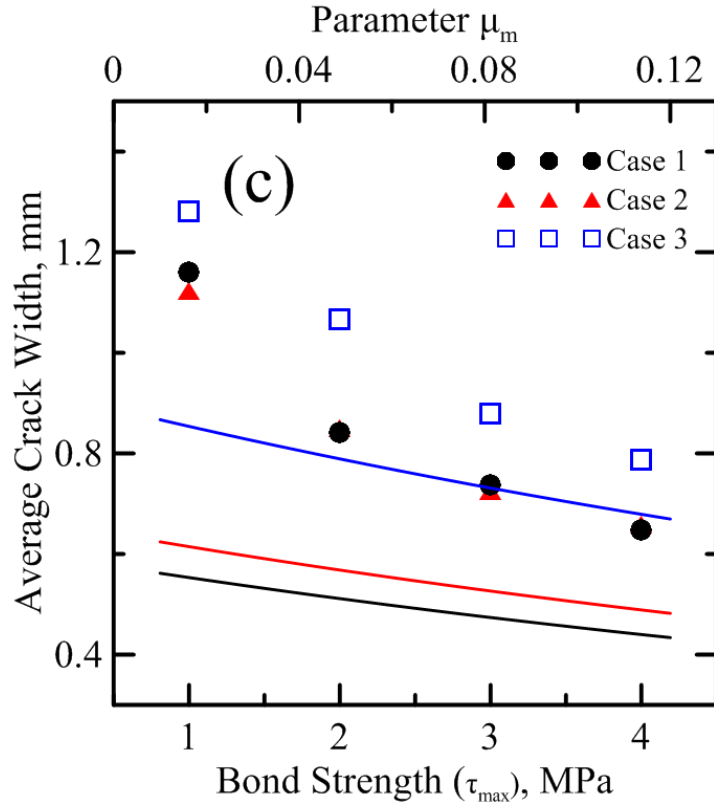 Parameter μm
0 0.04 0.08 0.12
(c)
Case 1
Case 2
Case 3
Average Crack Width, mm
1.2
0.8
0.4
1 2 3 4
Bond Strength (τmax), MPa